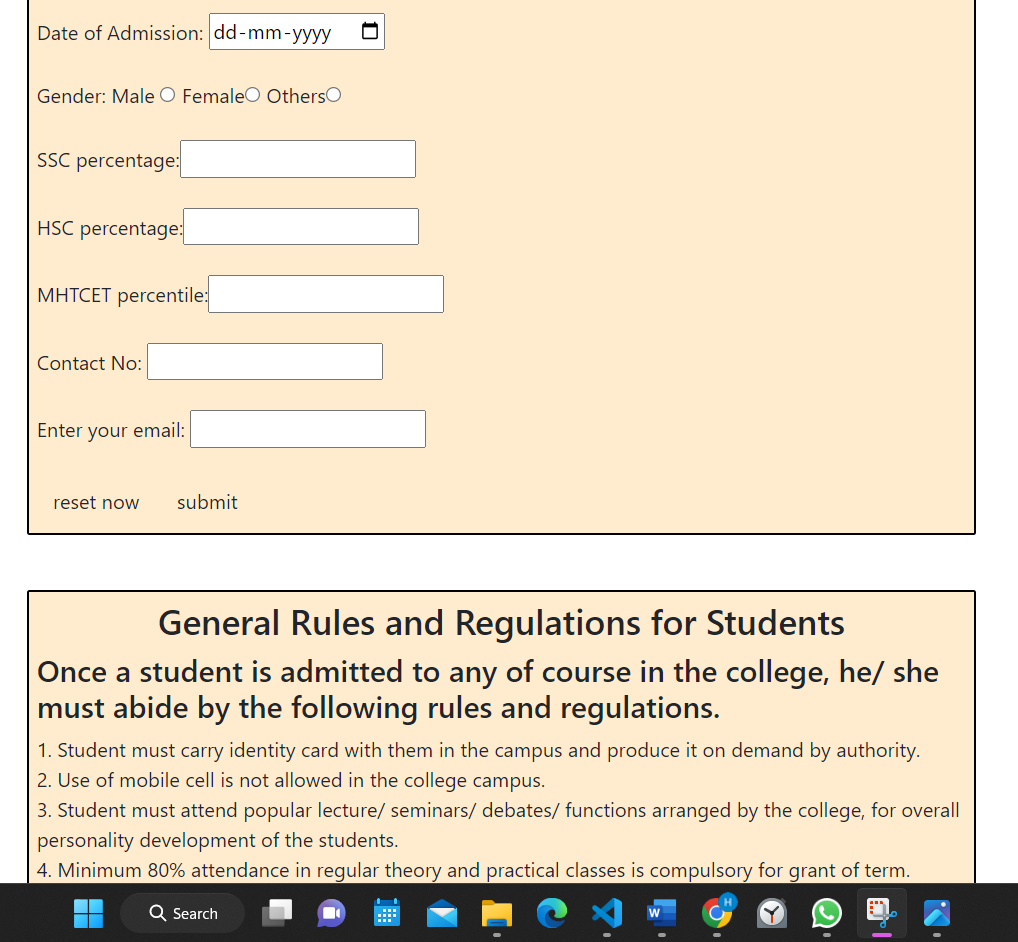 Date of Admission: dd-mm-yyyy
Gender: Male Female Others
SSC percentage:
HSC percentage:
MHTCET percentile:
Contact No:
Enter your email:
reset now submit
General Rules and Regulations for Students
Once a student is admitted to any of course in the college, he/ she
must abide by the following rules and regulations.
1. Student must carry identity card with them in the campus and produce it on demand by authority.
2. Use of mobile cell is not allowed in the college campus.
3. Student must attend popular lecture/ seminars/ debates/ functions arranged by the college, for overall
personality development of the students.
4. Minimum 80% attendance in regular theory and practical classes is compulsory for grant of term.
Search W H